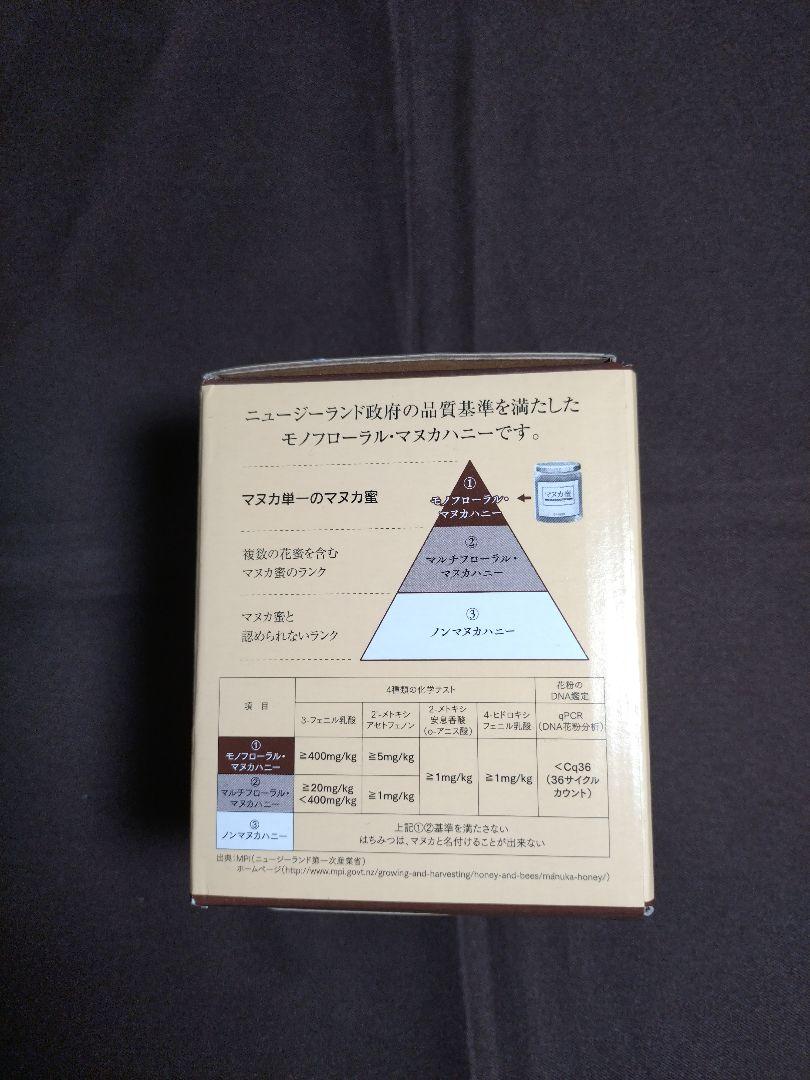 ニュージーランド政府の品質基準を満たした
モノフローラル・マヌカハニーです。
マヌカ単一のマヌカ蜜
①
モノフローラル・
マヌカハニー
マヌカ蜜
複数の花蜜を含む
マヌカ蜜のランク
②
マルチフローラル・
マヌカハニー
マヌカ蜜と
認められないランク
③
ノンマヌカハニー
項 目
4種類の化学テスト
花粉の
DNA鑑定
3-フェニル乳酸
2'-メトキシ
アセトフェノン
2-メトキシ
安息香酸
(o-アニス酸)
4-ヒドロキシ
フェニル乳酸
qPCR
(DNA花粉分析)
①
モノフローラル・
マヌカハニー
≧400mg/kg
≧5mg/kg
≧1mg/kg
≧1mg/kg
<Cq36
(36サイクル
カウント)
②
マルチフローラル・
マヌカハニー
≧20mg/kg
<400mg/kg
≧1mg/kg
③
ノンマヌカハニー
上記①②基準を満たさない
はちみつは、マヌカと名付けることが出来ない
出典:MPI(ニュージーランド第一次産業省)
ホームページ(http://www.mpi.govt.nz/growing-and-harvesting/honey-and-bees/manuka-honey/)